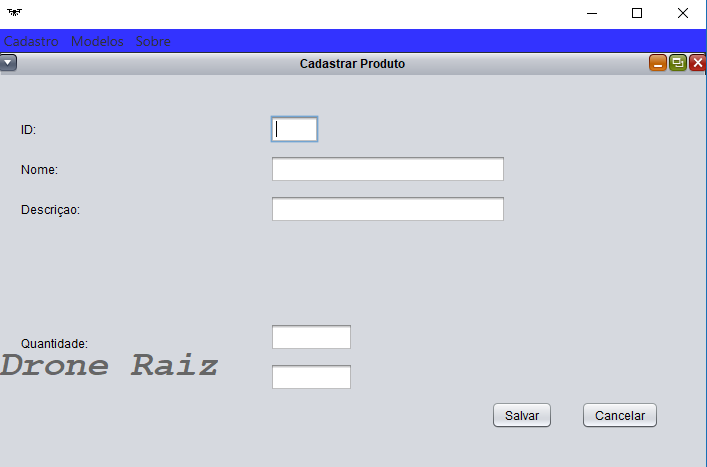 Cadastro Modelos Sobre
Cadastrar Produto
ID:
Nome:
Descriçao:
Quantidade:
Drone Raiz
Salvar Cancelar